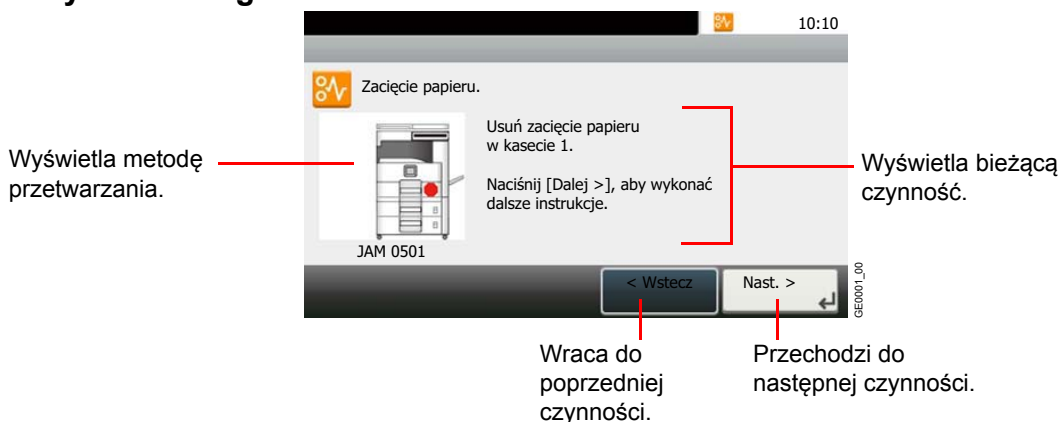 10:10
Zacięcie papieru.
Usuń zacięcie papieru
w kasecie 1.
Naciśnij [Dalej >], aby wykonać
dalsze instrukcje.
JAM 0501
< Wstecz
Nast. >
GE0001_00
Wyświetla metodę
przetwarzania.
Wyświetla bieżącą
czynność.
Wraca do
poprzedniej
czynności.
Przechodzi do
następnej czynności.